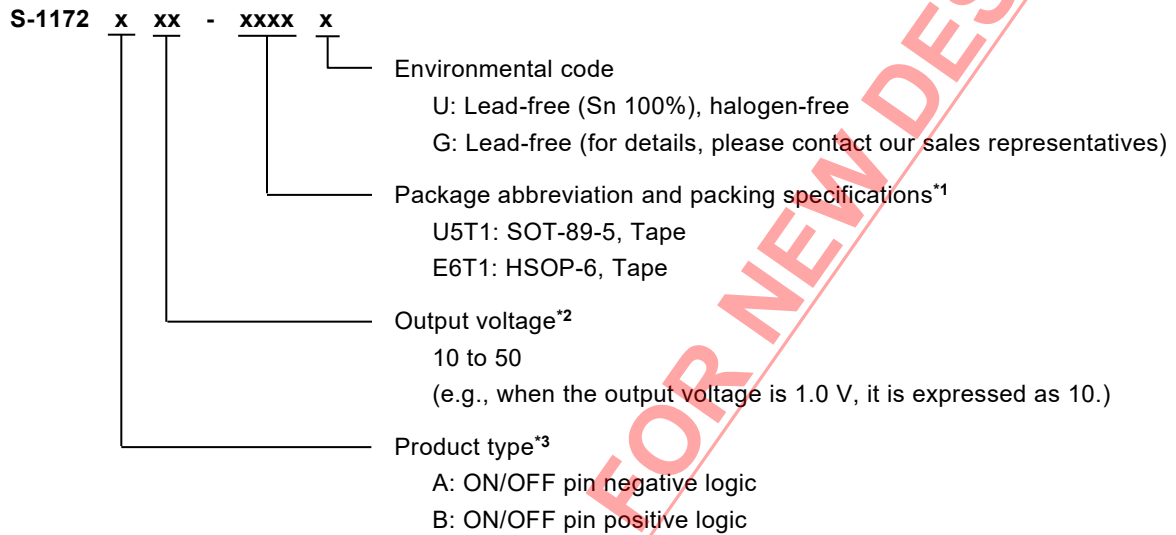 S-1172 x xx - xxxx x
Environmental code
U: Lead-free (Sn 100%), halogen-free
G: Lead-free (for details, please contact our sales representatives)
Package abbreviation and packing specifications*1
U5T1: SOT-89-5, Tape
E6T1: HSOP-6, Tape
Output voltage*2
10 to 50
(e.g., when the output voltage is 1.0 V, it is expressed as 10.)
Product type*3
A: ON/OFF pin negative logic
B: ON/OFF pin positive logic
FOR NEW DES